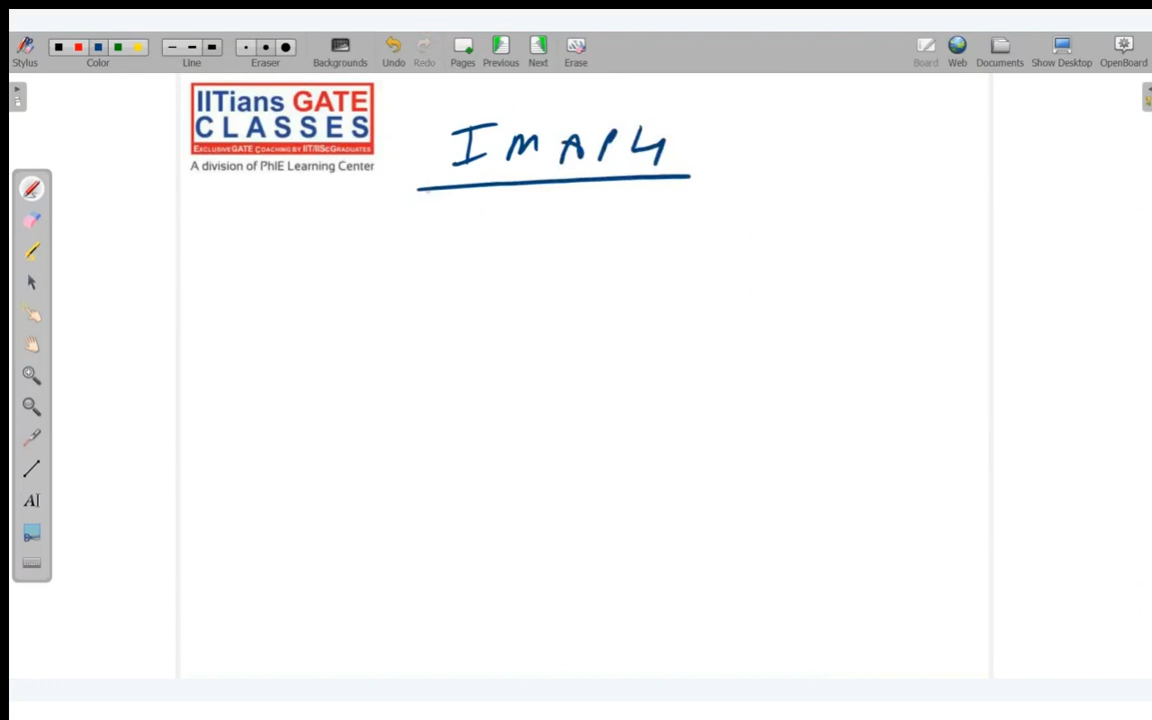 Stylus Color Line Eraser Backgrounds Undo Redo Pages Previous Next Erase Board Web Documents Show Desktop OpenBoard
IITians GATE
CLASSES
EXCLUSIVE GATE COACHING BY IIT/IISc GRADUATES
A division of PhIE Learning Center
IMAP4
AI